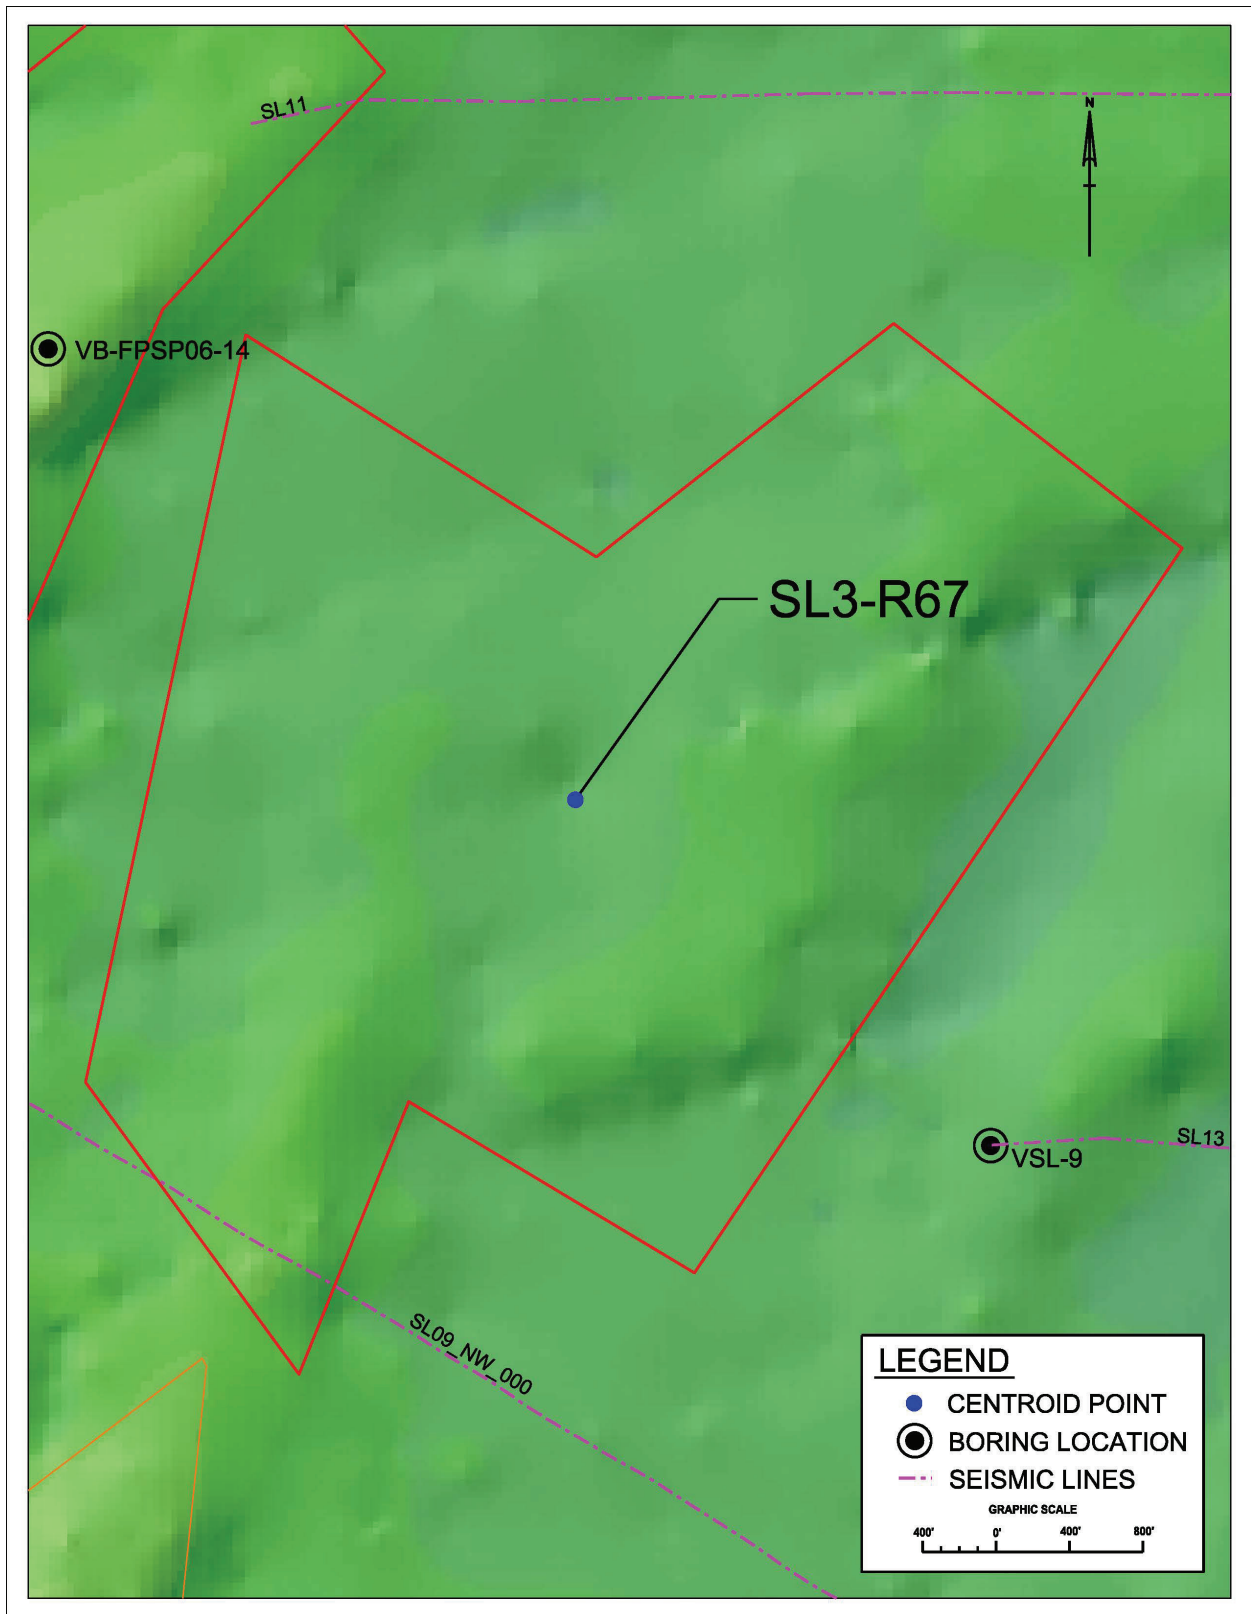 SL11
N
VB-FPSP06-14
SL3-R67
SL13
VSL-9
SL09_NW_000
LEGEND
CENTROID POINT
BORING LOCATION
SEISMIC LINES
GRAPHIC SCALE
400' 0' 400' 800'